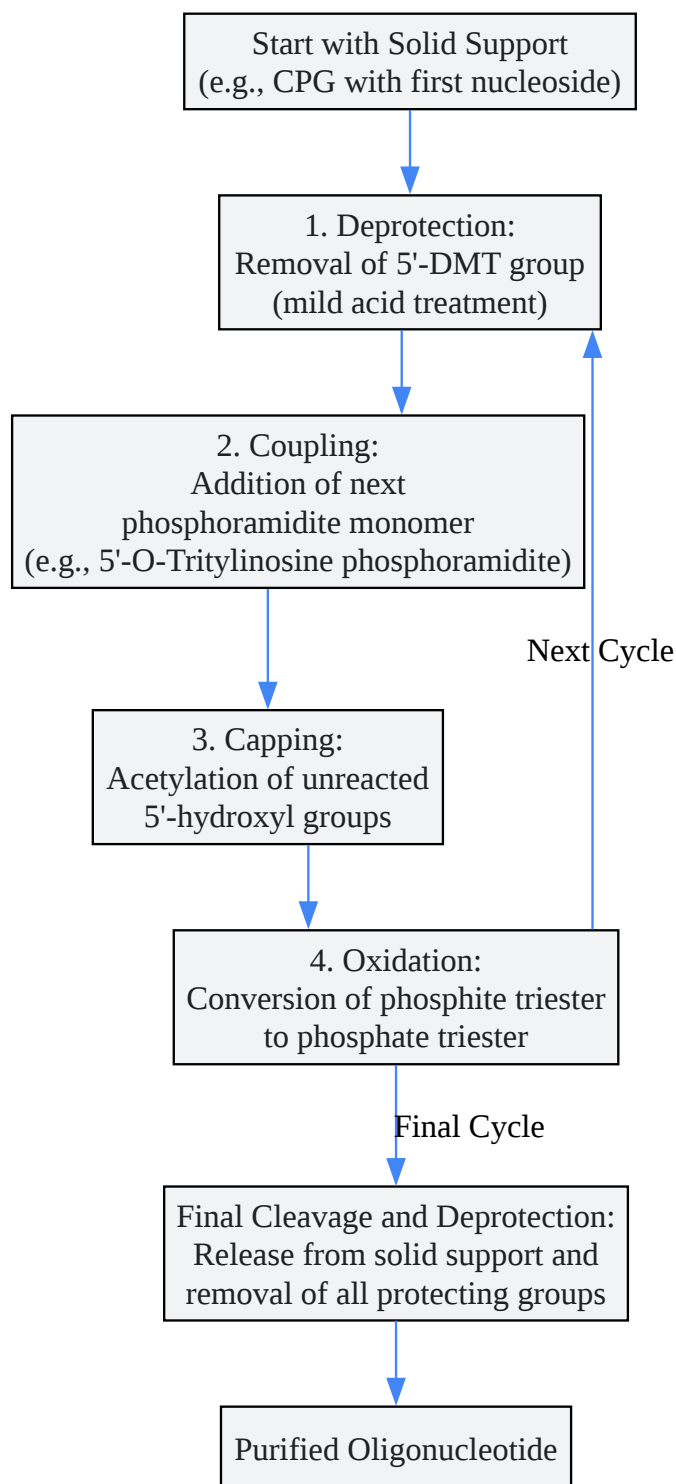 Start with Solid Support
(e.g., CPG with first nucleoside)
1. Deprotection:
Removal of 5'-DMT group
(mild acid treatment)
2. Coupling:
Addition of next
phosphoramidite monomer
(e.g., 5'-O-Tritylinosine phosphoramidite)
Next Cycle
3. Capping:
Acetylation of unreacted
5'-hydroxyl groups
4. Oxidation:
Conversion of phosphite triester
to phosphate triester
Final Cycle
Final Cleavage and Deprotection:
Release from solid support and
removal of all protecting groups
Purified Oligonucleotide